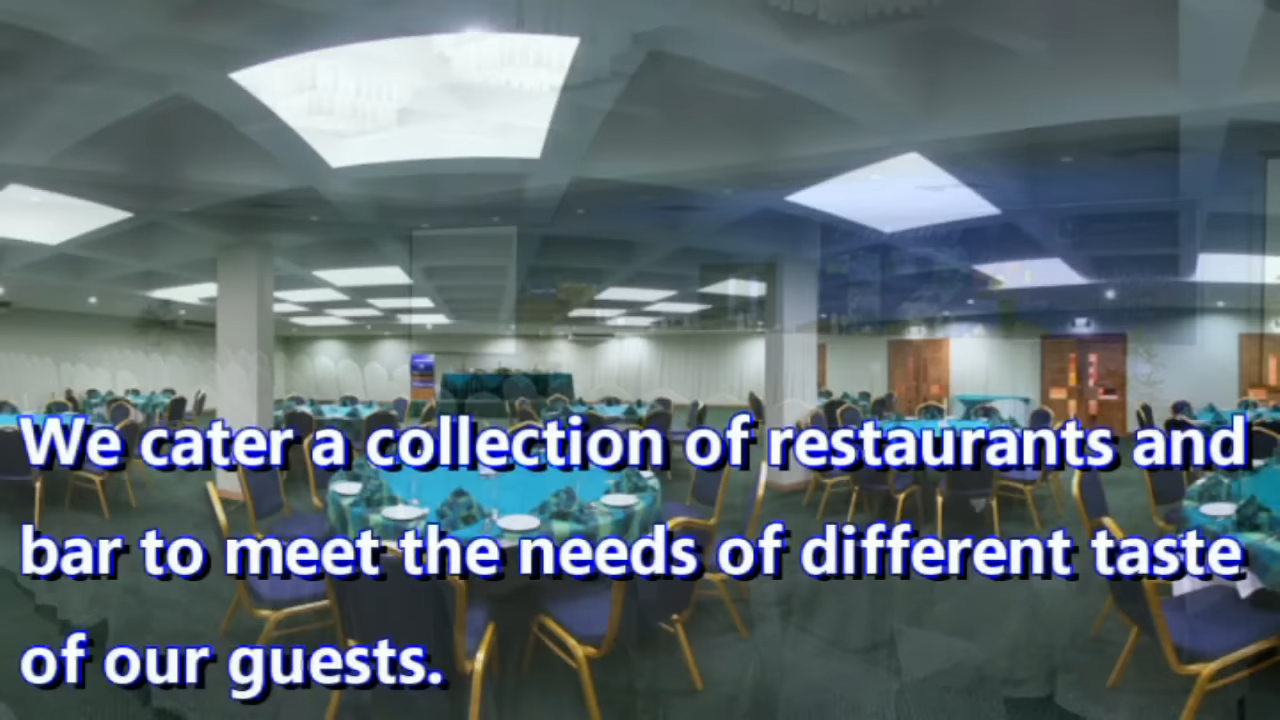 We cater a collection of restaurants and
bar to meet the needs of different taste
of our guests.